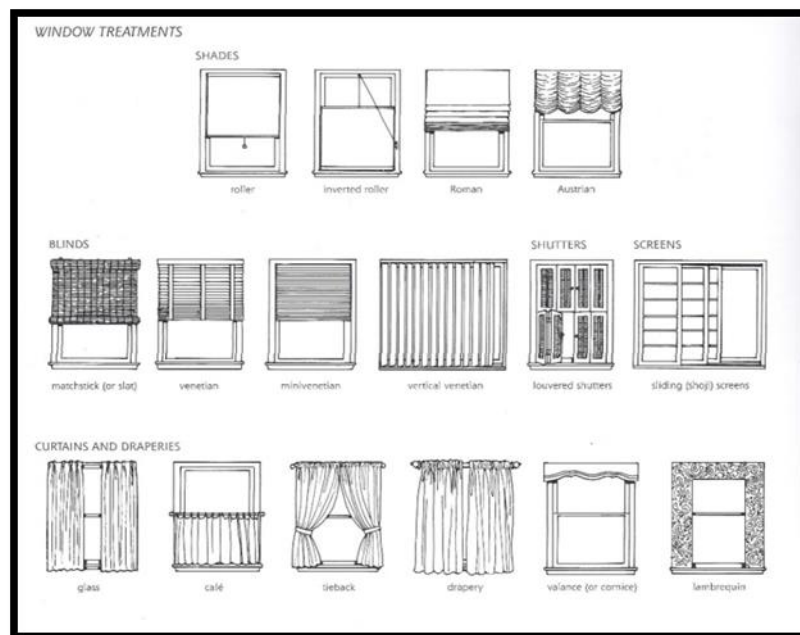 WINDOW TREATMENTS
SHADES
roller inverted roller Roman Austrian
BLINDS SHUTTERS SCREENS
matchstick (or slat) venetian minivenetian vertical venetian louvered shutters sliding (shoji) screens
CURTAINS AND DRAPERIES
glass café tieback drapery valance (or cornice) lambrequin